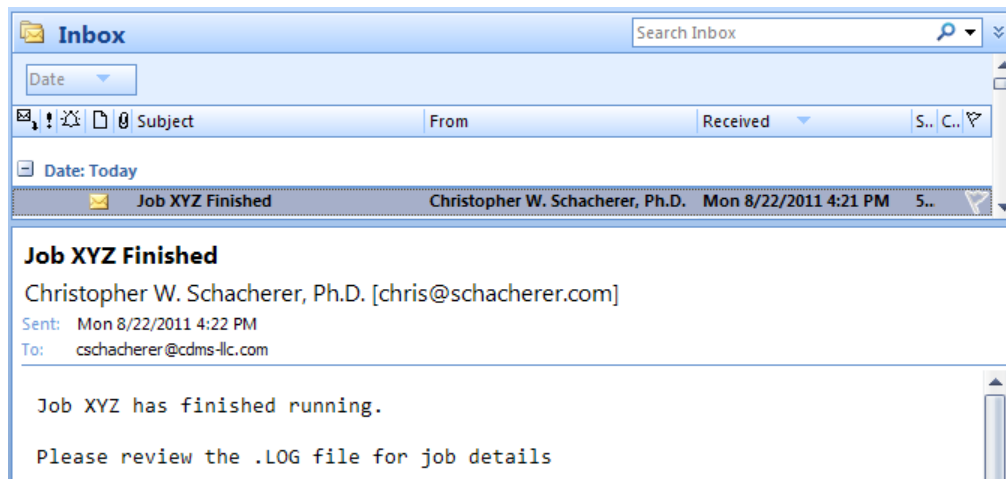 Inbox
Search Inbox
Date
! Subject From Received S.. C..
Date: Today
Job XYZ Finished Christopher W. Schacherer, Ph.D. Mon 8/22/2011 4:21 PM 5..
Job XYZ Finished
Christopher W. Schacherer, Ph.D. [chris@schacherer.com]
Sent: Mon 8/22/2011 4:22 PM
To: cschacherer@cdms-llc.com
Job XYZ has finished running.
Please review the .LOG file for job details